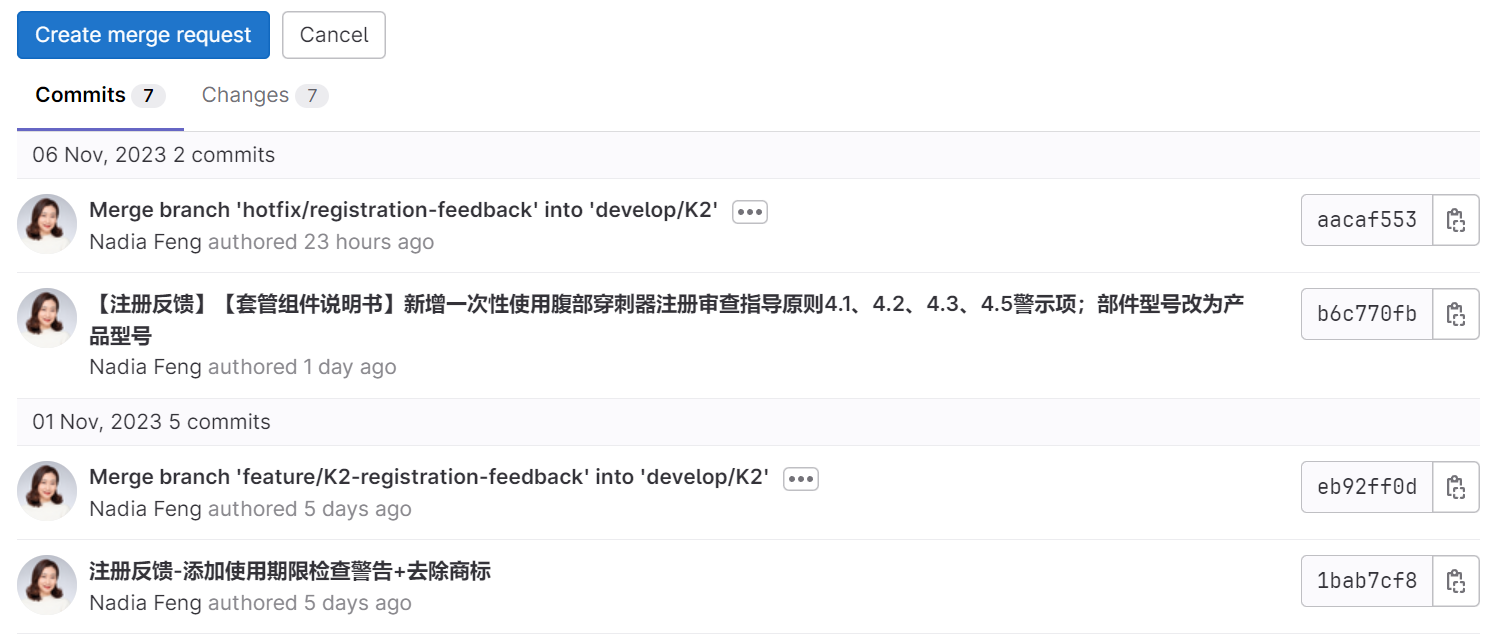 Create merge request Cancel
Commits 7 Changes 7
06 Nov, 2023 2 commits
Merge branch 'hotfix/registration-feedback' into 'develop/K2'
aacaf553
Nadia Feng authored 23 hours ago
【注册反馈】【套管组件说明书】新增一次性使用腹部穿刺器注册审查指导原则4.1、4.2、4.3、4.5警示项；部件型号改为产
品型号
b6c770fb
Nadia Feng authored 1 day ago
01 Nov, 2023 5 commits
Merge branch 'feature/K2-registration-feedback' into 'develop/K2'
eb92ff0d
Nadia Feng authored 5 days ago
注册反馈-添加使用期限检查警告+去除商标
1bab7cf8
Nadia Feng authored 5 days ago